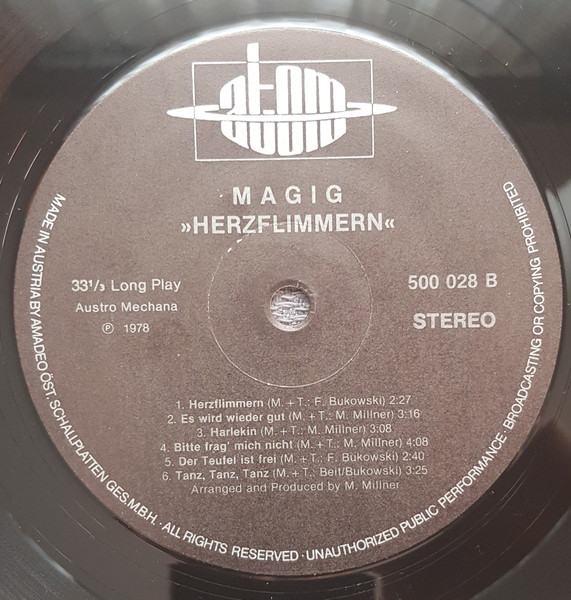 atom
MAGIG
»HERZFLIMMERN«
33⅓ Long Play
Austro Mechana
Ⓟ 1978
500 028 B
STEREO
1. Herzflimmern (M. + T.: F. Bukowski) 2:27
2. Es wird wieder gut (M. + T.: M. Millner) 3:16
3. Harlekin (M. + T.: M. Millner) 3:08
4. Bitte frag' mich nicht (M. + T.: M. Millner) 4:08
5. Der Teufel ist frei (M. + T.: F. Bukowski) 2:40
6. Tanz, Tanz, Tanz (M. + T.: Beit/Bukowski) 3:25
Arranged and Produced by M. Millner
MADE IN AUSTRIA BY AMADEO ÖST. SCHALLPLATTEN GES.M.B.H. · ALL RIGHTS RESERVED · UNAUTHORIZED PUBLIC PERFORMANCE · BROADCASTING OR COPYING PROHIBITED